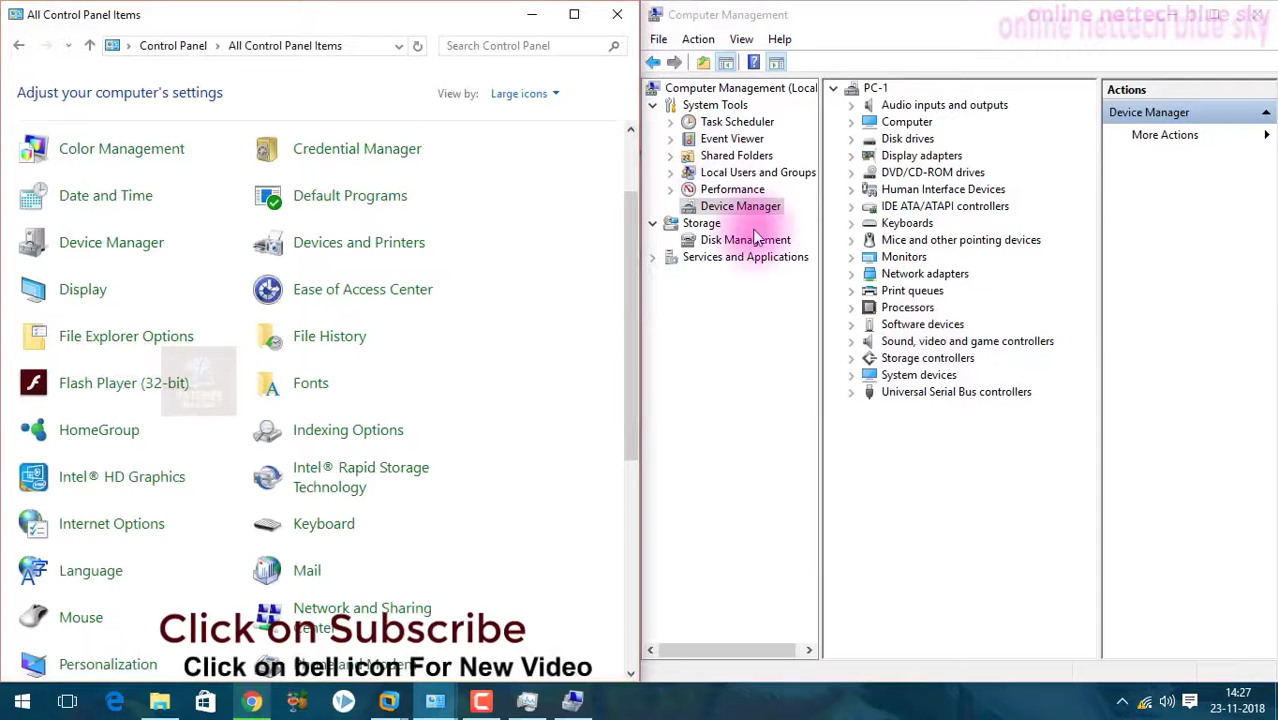 All Control Panel Items
Control Panel
All Control Panel Items
Search Control Panel
Adjust your computer's settings
View by:
Large icons
Color Management
Credential Manager
Date and Time
Default Programs
Device Manager
Devices and Printers
Display
Ease of Access Center
File Explorer Options
File History
Flash Player (32-bit)
Fonts
HomeGroup
Indexing Options
Intel® HD Graphics
Intel® Rapid Storage
Technology
Internet Options
Keyboard
Language
Mail
Mouse
Network and Sharing
Center
Personalization
Click on Subscribe
Click on bell icon For New Video
Computer Management
online nettech blue sky
online nettech blue sky
File Action View Help
Computer Management (Local
System Tools
Task Scheduler
Event Viewer
Shared Folders
Local Users and Groups
Performance
Device Manager
Storage
Disk Management
Services and Applications
PC-1
Audio inputs and outputs
Computer
Disk drives
Display adapters
DVD/CD-ROM drives
Human Interface Devices
IDE ATA/ATAPI controllers
Keyboards
Mice and other pointing devices
Monitors
Network adapters
Print queues
Processors
Software devices
Sound, video and game controllers
Storage controllers
System devices
Universal Serial Bus controllers
Actions
Device Manager
More Actions
14:27
23-11-2018